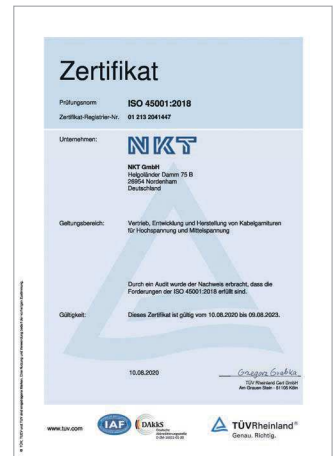 Zertifikat
Prüfungsnorm ISO 45001:2018
Zertifikat-Registrier-Nr. 01 213 2041447
Unternehmen:
NKT
NKT GmbH
Helgoländer Damm 75 B
26954 Nordenham
Deutschland
Geltungsbereich: Vertrieb, Entwicklung und Herstellung von Kabelgarnituren
für Hochspannung und Mittelspannung
Durch ein Audit wurde der Nachweis erbracht, dass die
Forderungen der ISO 45001:2018 erfüllt sind.
Gültigkeit: Dieses Zertifikat ist gültig vom 10.08.2020 bis 09.08.2023.
10.08.2020
TÜV Rheinland Cert GmbH
Am Grauen Stein · 51105 Köln
www.tuv.com
IAF
DAkkS
Deutsche
Akkreditierungsstelle
TÜVRheinland®
Genau. Richtig.